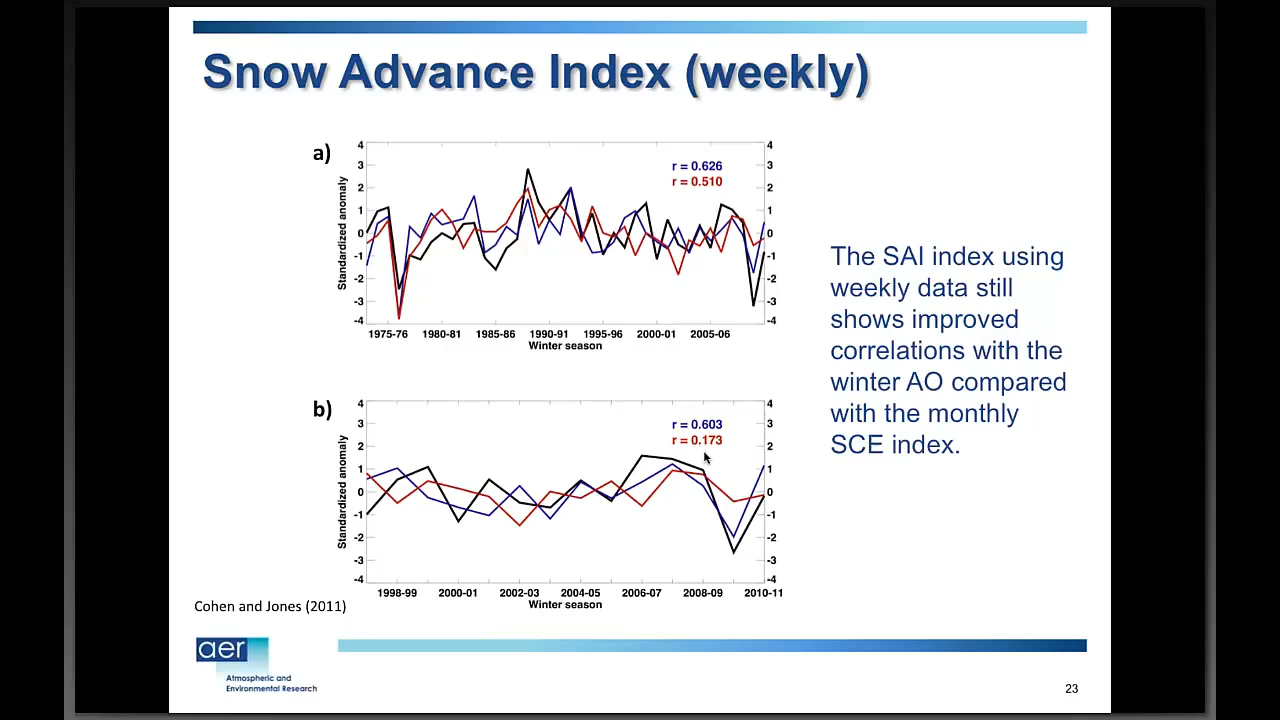 Snow Advance Index (weekly)
a)
4
3
2
1
0
-1
-2
-3
-4
Standardized anomaly
r = 0.626
r = 0.510
4
3
2
1
0
-1
-2
-3
-4
1975-76 1980-81 1985-86 1990-91 1995-96 2000-01 2005-06
Winter season
b)
4
3
2
1
0
-1
-2
-3
-4
Standardized anomaly
r = 0.603
r = 0.173
4
3
2
1
0
-1
-2
-3
-4
1998-99 2000-01 2002-03 2004-05 2006-07 2008-09 2010-11
Winter season
The SAI index using
weekly data still
shows improved
correlations with the
winter AO compared
with the monthly
SCE index.
Cohen and Jones (2011)
aer
Atmospheric and
Environmental Research
23